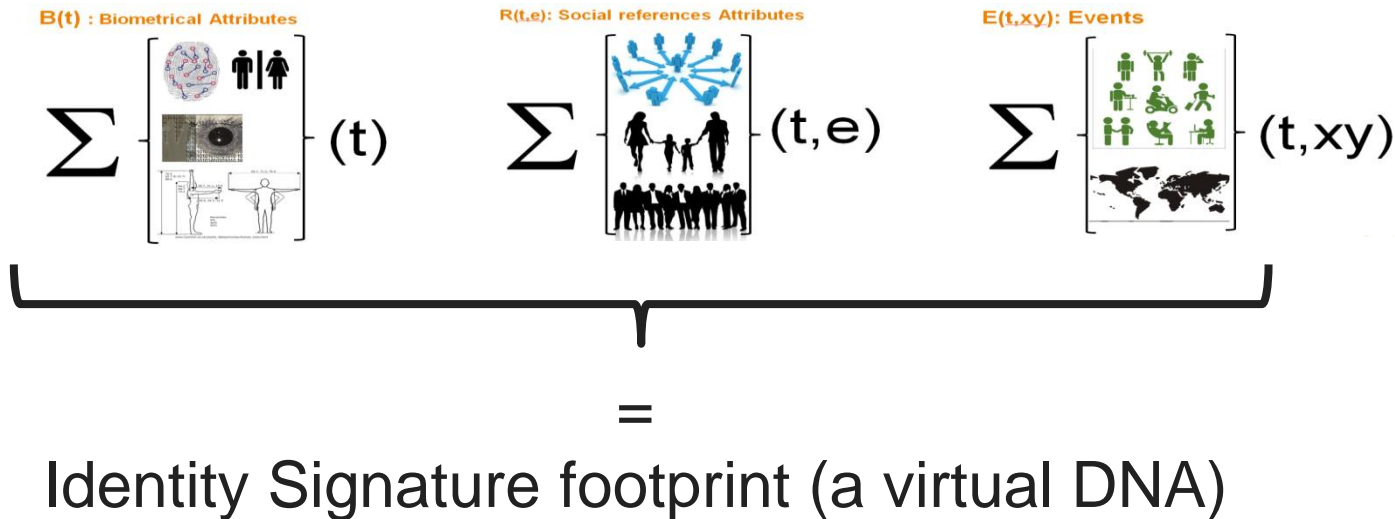 B(t) : Biometrical Attributes
R(t,e): Social references Attributes
E(t,xy): Events
∑ (t)
∑ (t,e)
∑ (t,xy)
=
Identity Signature footprint (a virtual DNA)